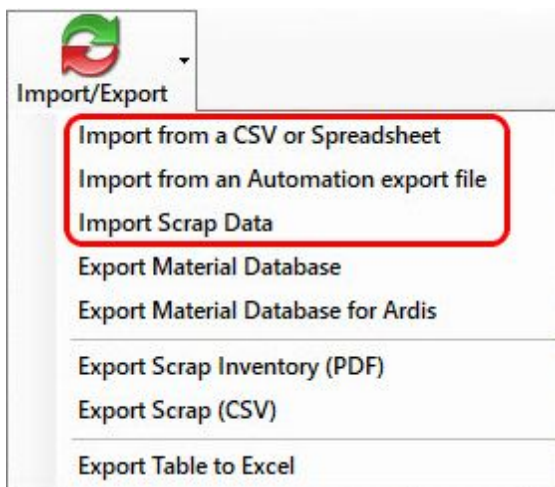 Import/Export
Import from a CSV or Spreadsheet
Import from an Automation export file
Import Scrap Data
Export Material Database
Export Material Database for Ardis
Export Scrap Inventory (PDF)
Export Scrap (CSV)
Export Table to Excel